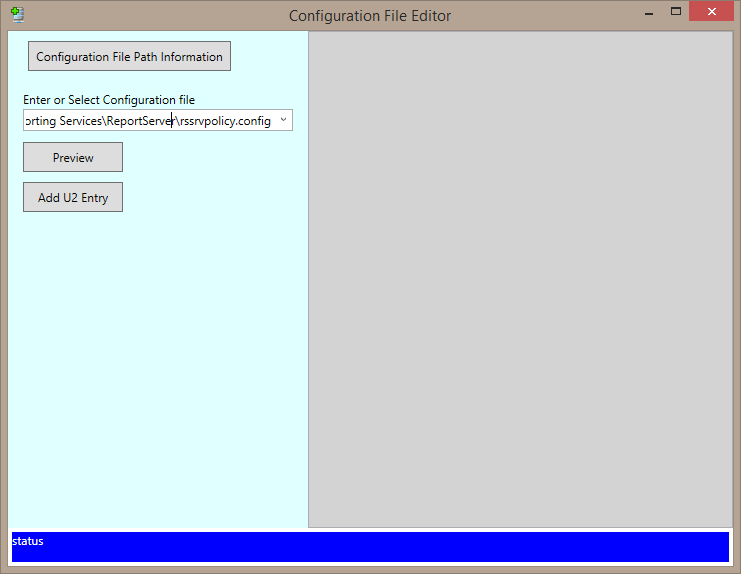 Configuration File Editor
Configuration File Path Information
Enter or Select Configuration file
orting Services\ReportServer\rssrvpolicy.config
Preview
Add U2 Entry
status